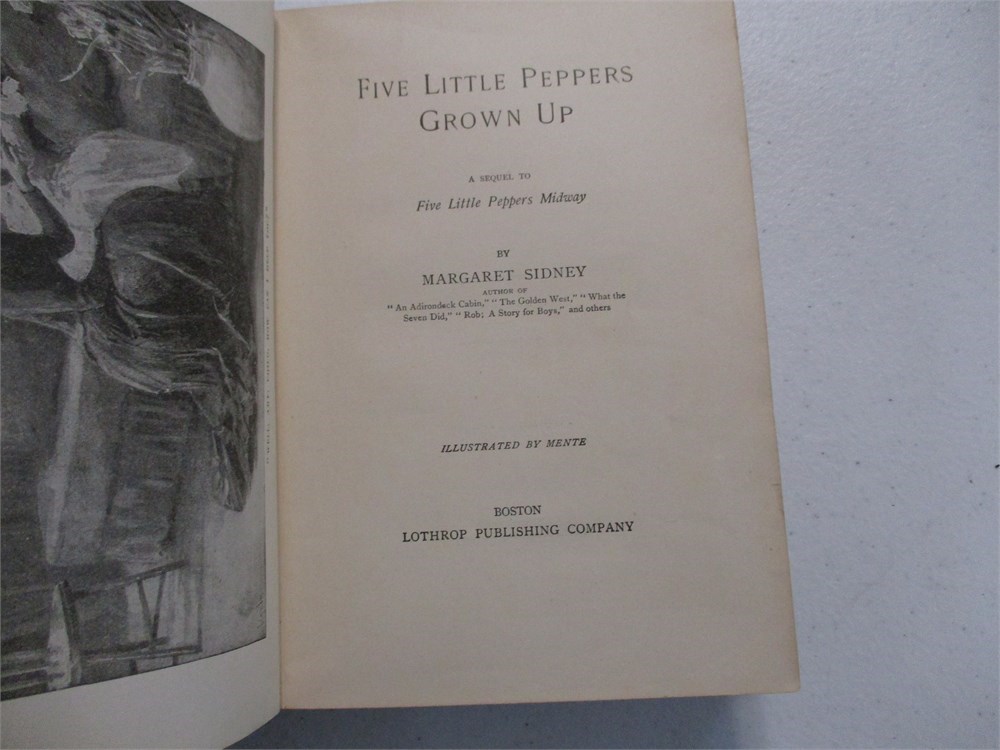 FIVE LITTLE PEPPERS
GROWN UP
A SEQUEL TO
Five Little Peppers Midway
BY
MARGARET SIDNEY
AUTHOR OF
"An Adirondack Cabin," "The Golden West," "What the
Seven Did," "Rob; A Story for Boys," and others
ILLUSTRATED BY MENTE
BOSTON
LOTHROP PUBLISHING COMPANY